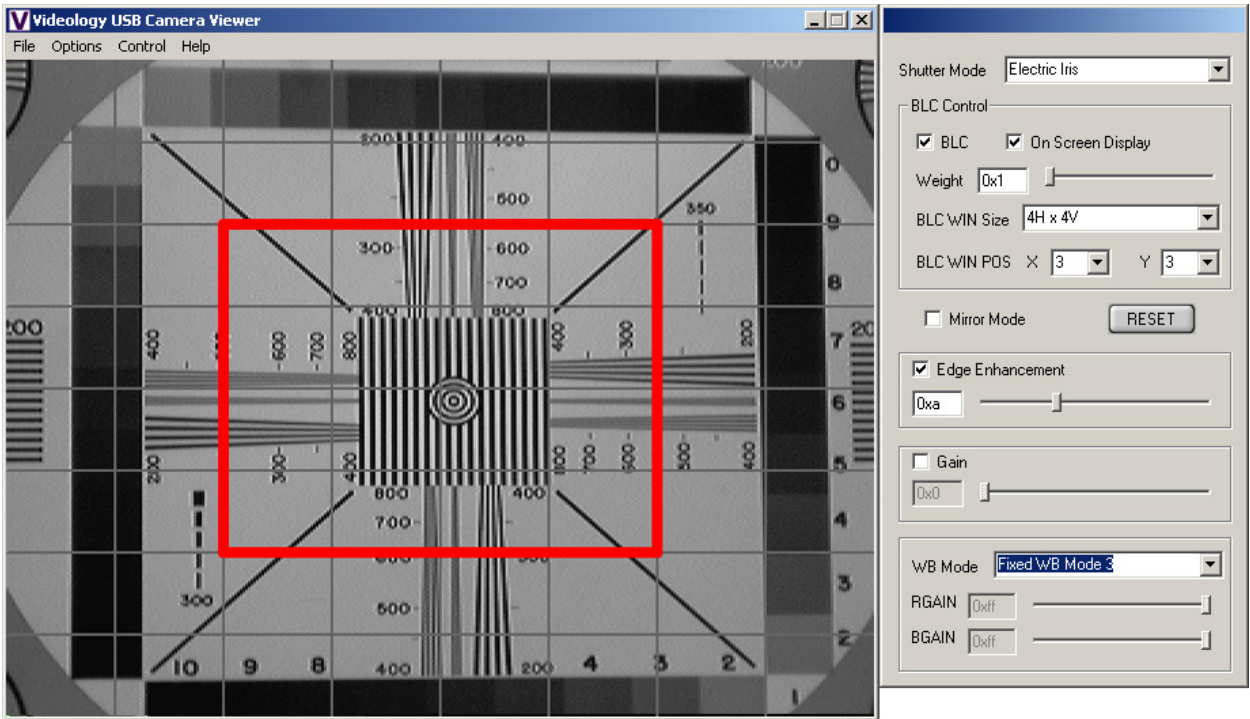 Videology USB Camera Viewer
File Options Control Help
200 400
500
350
300 600
700
400 800
0
9
8
7
6
5
4
3
2
1
200
400 600 700 800
400 300 200
20
200 300 400
800 700 600 500 400
800 400
700
300
500
10 9 8 400 200 4 3 2
Shutter Mode Electric Iris
BLC Control
BLC On Screen Display
Weight 0x1
BLC WIN Size 4H x 4V
BLC WIN POS X 3 Y 3
Mirror Mode RESET
Edge Enhancement
0xa
Gain
0x0
WB Mode Fixed WB Mode 3
RGAIN 0xff
BGAIN 0xff